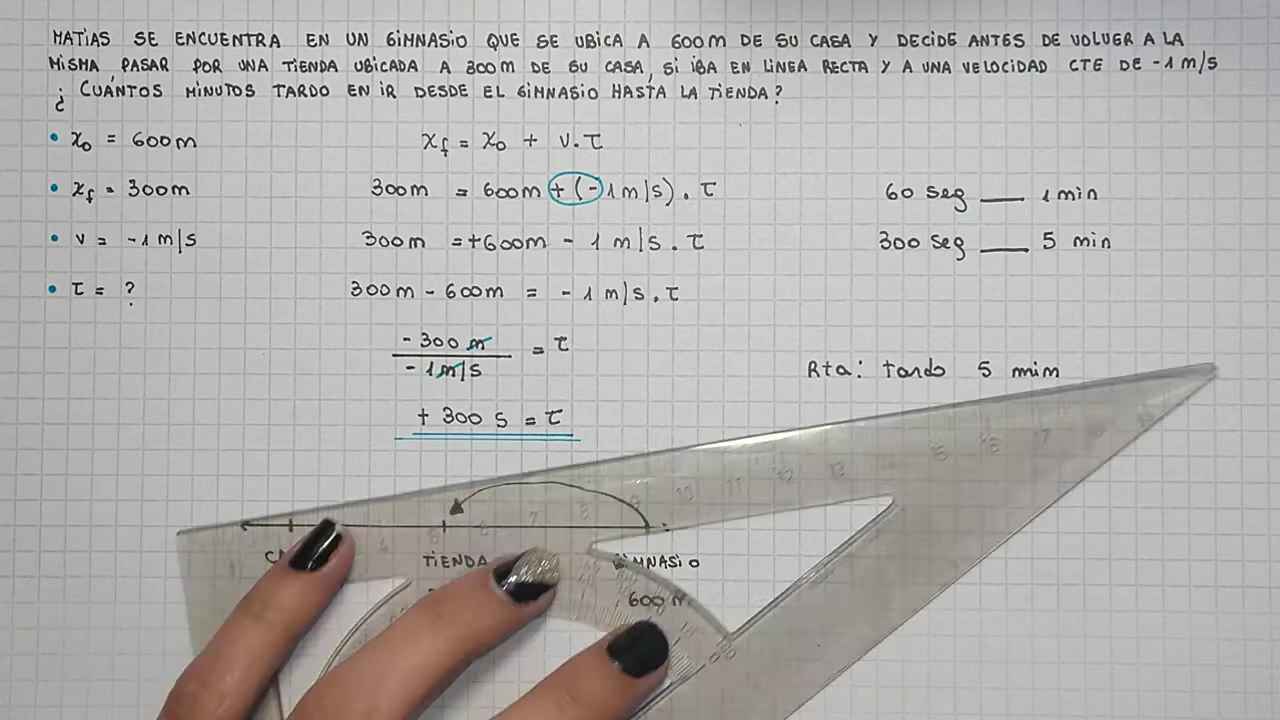 MATIAS SE ENCUENTRA EN UN GIMNASIO QUE SE UBICA A 600m DE SU CASA Y DECIDE ANTES DE VOLVER A LA
MISMA, PASAR POR UNA TIENDA UBICADA A 300m DE SU CASA, SI IBA EN LINEA RECTA Y A UNA VELOCIDAD CTE DE -1 m/s
¿ CUÁNTOS MINUTOS TARDO EN IR DESDE EL GIMNASIO HASTA LA TIENDA?
• x₀ = 600m
xf = x₀ + v.τ
• xf = 300m
300m = 600m + (-1 m/s) . τ
60 seg — 1 min
• v = -1 m/s
300m = +600m - 1 m/s . τ
300 seg — 5 min
• τ = ?
300m - 600m = -1 m/s . τ
-300 m = τ
-1 m/s
Rta: tardo 5 mim
+ 300 s = τ
TIENDA
GIMNASIO
600 m